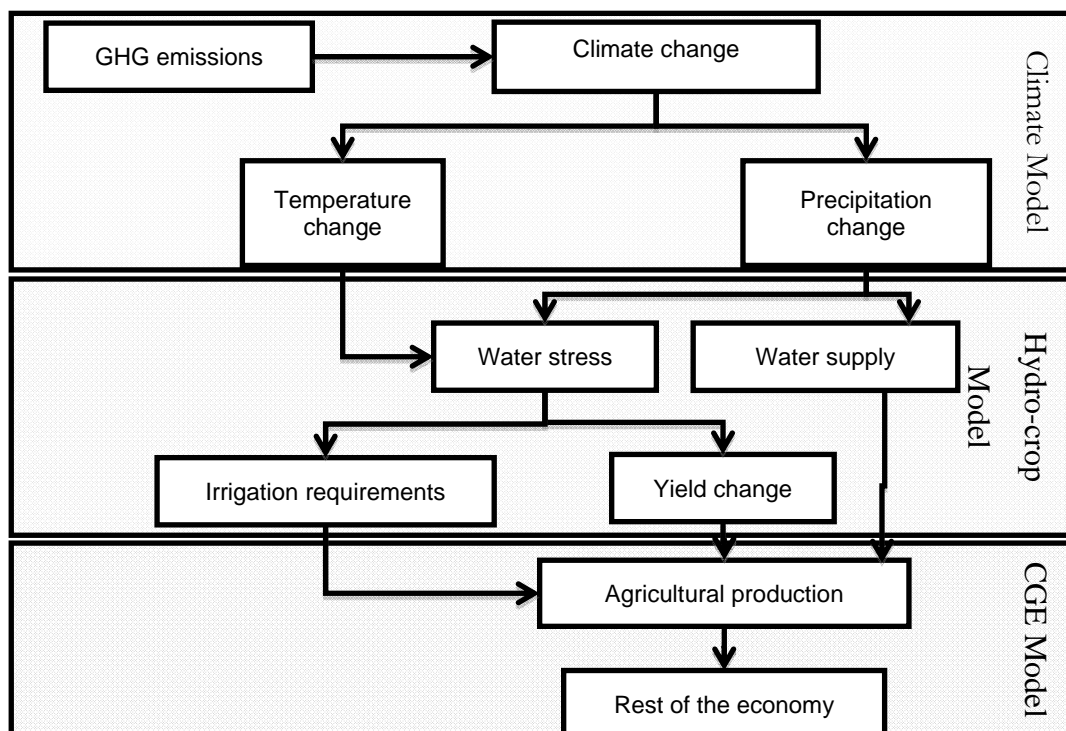 GHG emissions
Climate change
Temperature
change
Precipitation
change
Climate Model
Water stress
Water supply
Irrigation requirements
Yield change
Hydro-crop
Model
Agricultural production
Rest of the economy
CGE Model